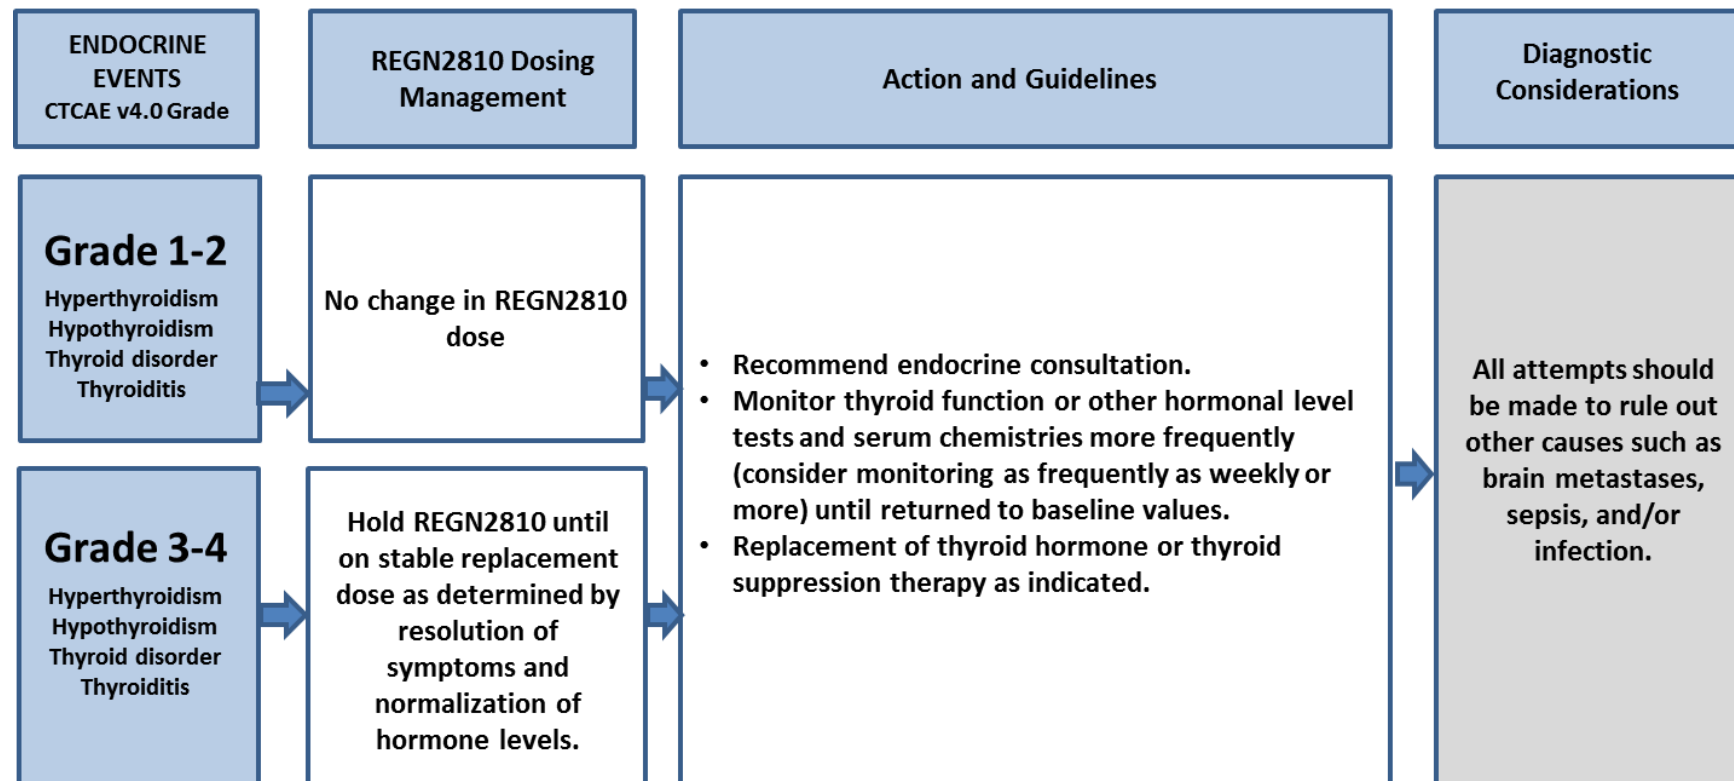 ENDOCRINE
EVENTS
CTCAE v4.0 Grade
REGN2810 Dosing
Management
Action and Guidelines
Diagnostic
Considerations
Grade 1-2
Hyperthyroidism
Hypothyroidism
Thyroid disorder
Thyroiditis
No change in REGN2810
dose
Grade 3-4
Hyperthyroidism
Hypothyroidism
Thyroid disorder
Thyroiditis
Hold REGN2810 until
on stable replacement
dose as determined by
resolution of
symptoms and
normalization of
hormone levels.
• Recommend endocrine consultation.
• Monitor thyroid function or other hormonal level
tests and serum chemistries more frequently
(consider monitoring as frequently as weekly or
more) until returned to baseline values.
• Replacement of thyroid hormone or thyroid
suppression therapy as indicated.
All attempts should
be made to rule out
other causes such as
brain metastases,
sepsis, and/or
infection.